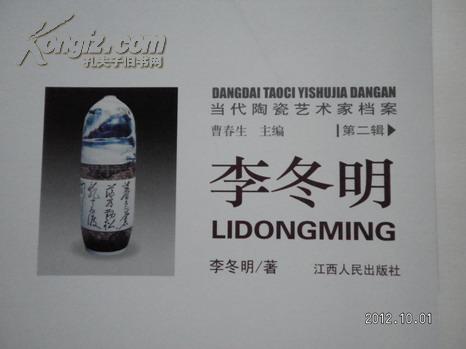 Kongfz.com
孔夫子旧书网
DANGDAI TAOCI YISHUJIA DANGAN
当代陶瓷艺术家档案
曹春生 主编 第二辑▶
李冬明
LIDONGMING
李冬明/著 江西人民出版社
2012.10.01